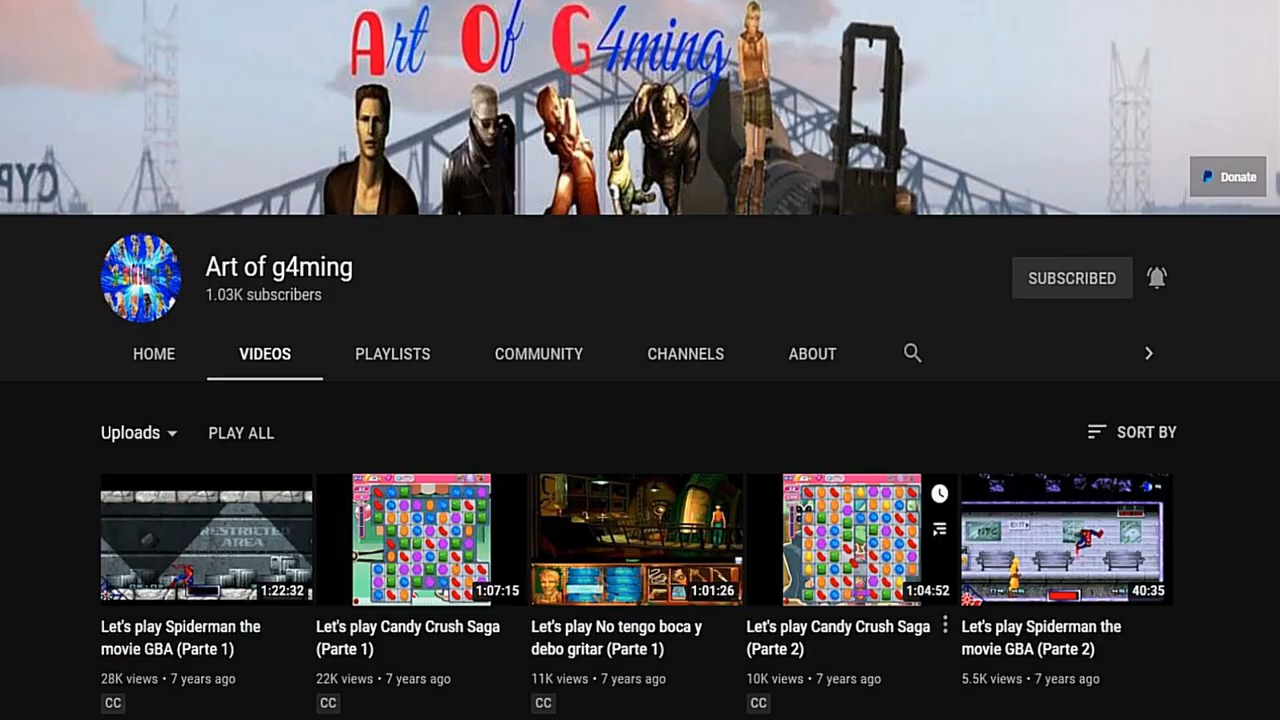 Art Of G4ming
CYP
Donate
Art of g4ming
1.03K subscribers
SUBSCRIBED
HOME
VIDEOS
PLAYLISTS
COMMUNITY
CHANNELS
ABOUT
Uploads
PLAY ALL
SORT BY
RESTRICTED
AREA
1:22:32
1:07:15
1:01:26
1:04:52
EXIT
40:35
Let's play Spiderman the
movie GBA (Parte 1)
28K views • 7 years ago
CC
Let's play Candy Crush Saga
(Parte 1)
22K views • 7 years ago
CC
Let's play No tengo boca y
debo gritar (Parte 1)
11K views • 7 years ago
CC
Let's play Candy Crush Saga
(Parte 2)
10K views • 7 years ago
CC
Let's play Spiderman the
movie GBA (Parte 2)
5.5K views • 7 years ago